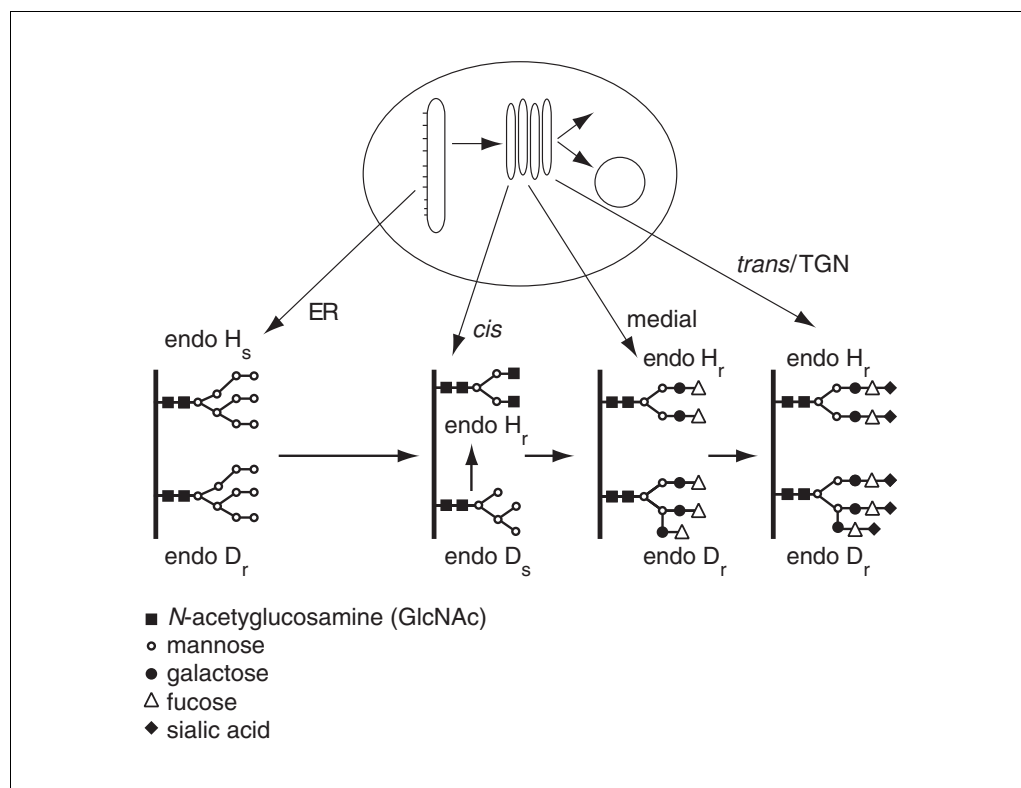 trans/TGN
ER
cis
medial
endo Hs
endo Hr
endo Hr
endo Hr
endo Dr
endo Ds
endo Dr
endo Dr
N-acetyglucosamine (GlcNAc)
mannose
galactose
fucose
sialic acid